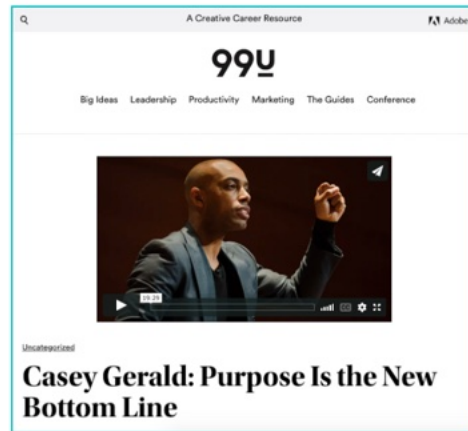 A Creative Career Resource
Adobe
99U
Big Ideas Leadership Productivity Marketing The Guides Conference
19:29
Uncategorized
Casey Gerald: Purpose Is the New
Bottom Line